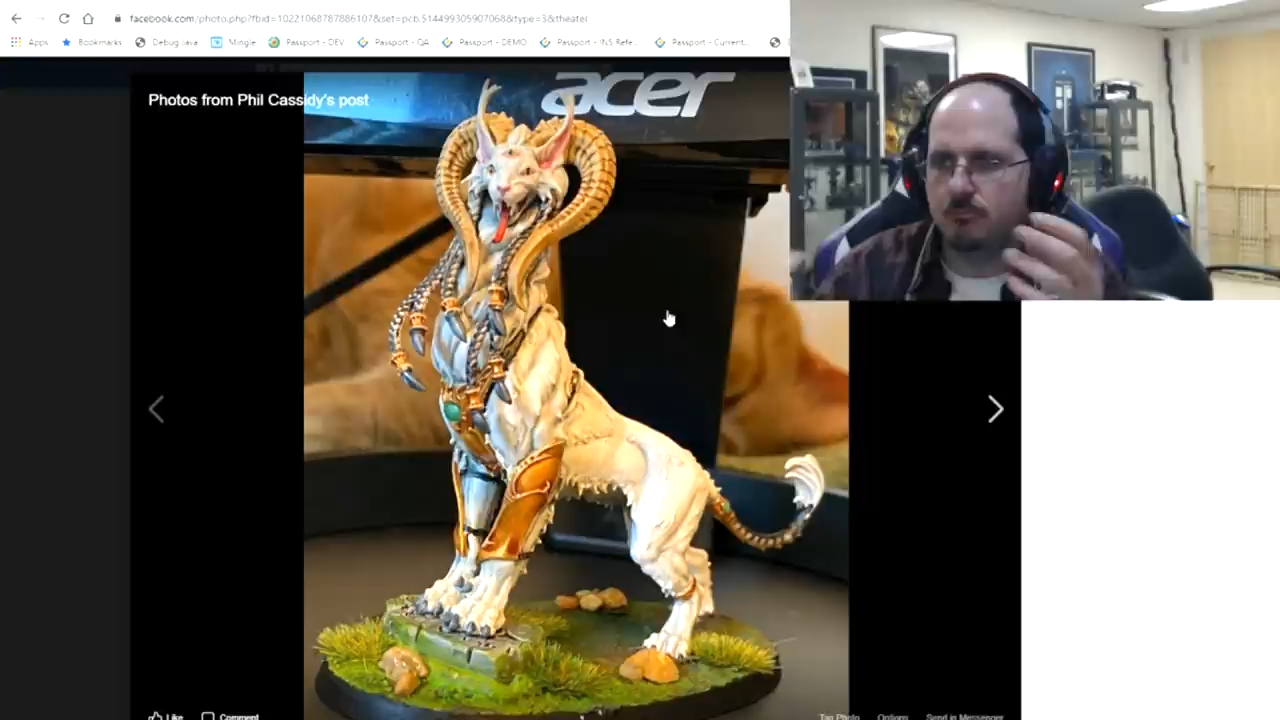 facebook.com/photo.php?fbid=10221068787886107&set=pcb.514499305907068&type=3&theater
Apps Bookmarks Debug Java Mingle Passport - DEV Passport - QA Passport - DEMO Passport - INS Refe... Passport - Current...
acer
Photos from Phil Cassidy's post
Like Comment Tag Photo Options Send in Messenger